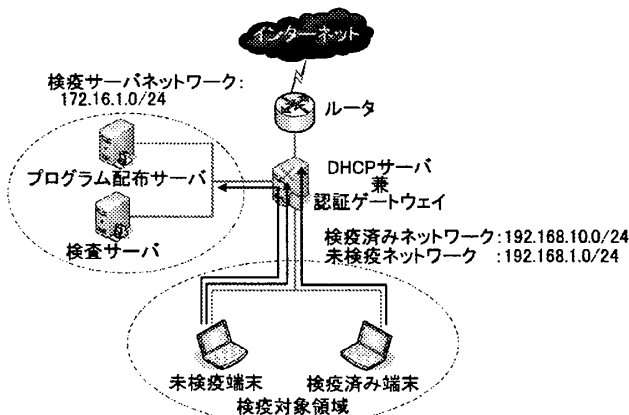 インターネット
検疫サーバネットワーク:
172.16.1.0/24
ルータ
プログラム配布サーバ
DHCPサーバ
兼
認証ゲートウェイ
検査サーバ
検疫済みネットワーク:192.168.10.0/24
未検疫ネットワーク :192.168.1.0/24
未検疫端末
検疫済み端末
検疫対象領域